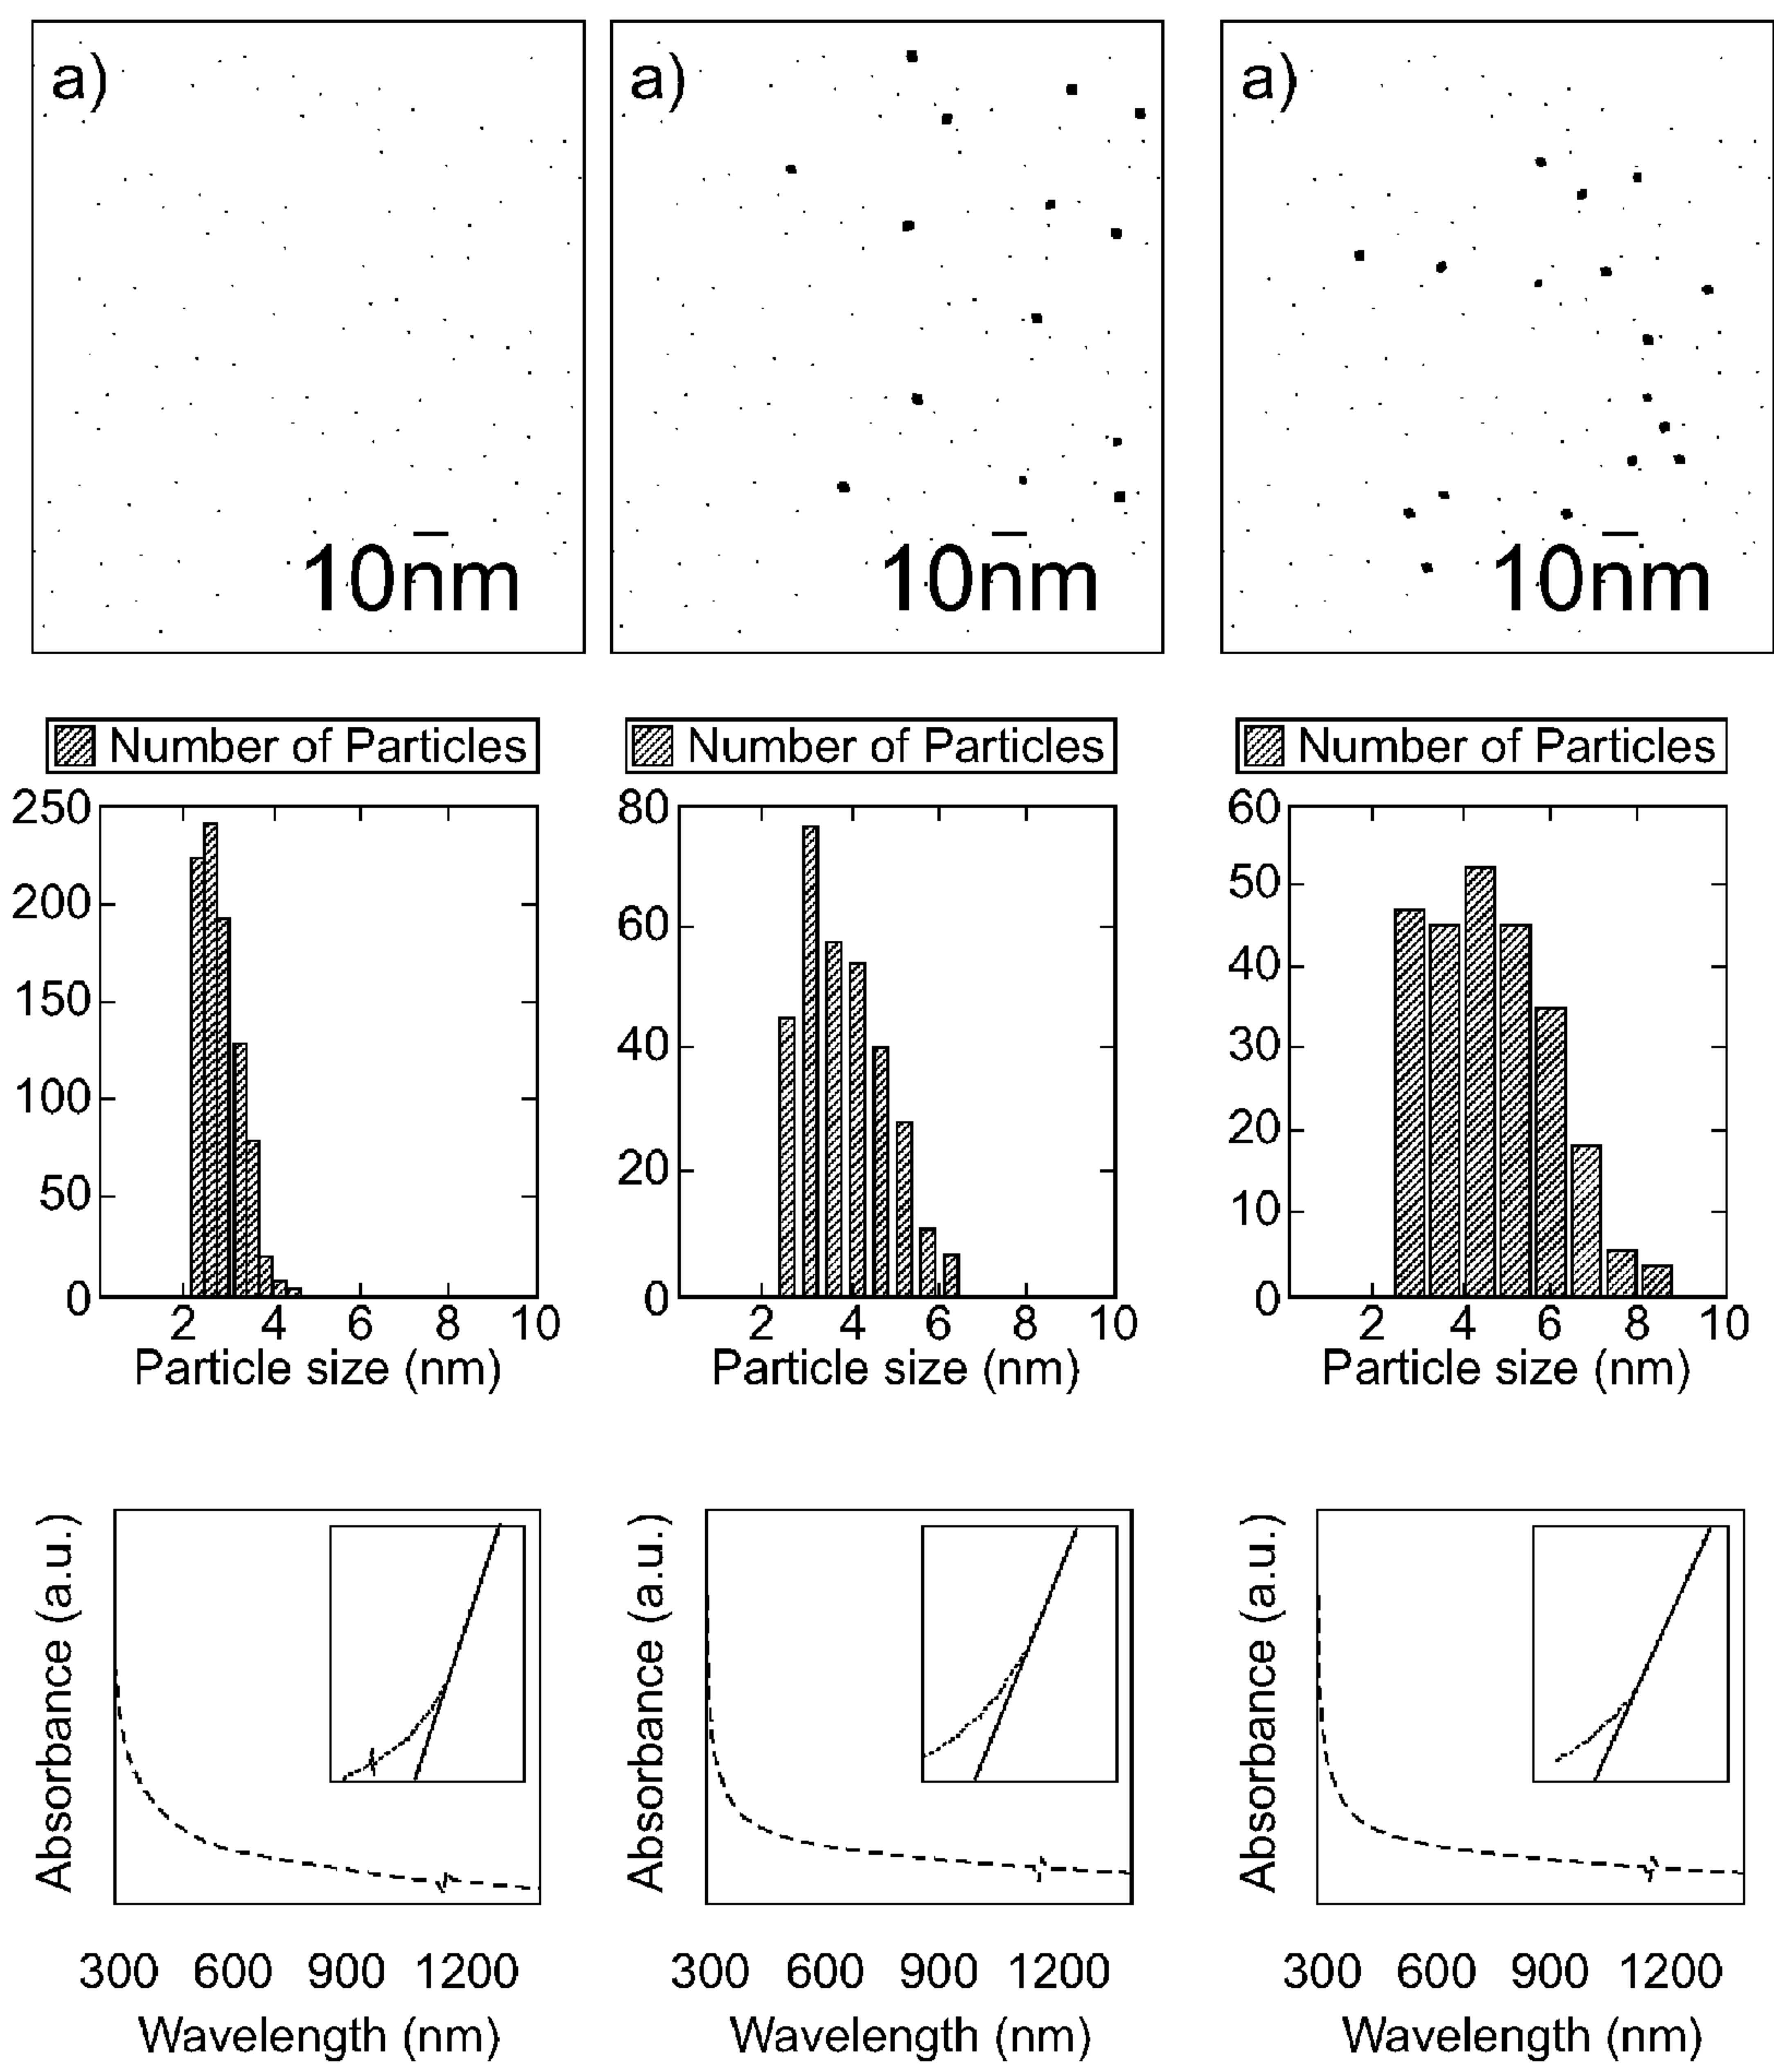 a)
a)
a)
10nm
10nm
10nm
Number of Particles
Number of Particles
Number of Particles
250
200
150
100
50
0
2 4 6 8 10
Particle size (nm)
80
60
40
20
0
2 4 6 8 10
Particle size (nm)
60
50
40
30
20
10
0
2 4 6 8 10
Particle size (nm)
Absorbance (a.u.)
300 600 900 1200
Wavelength (nm)
Absorbance (a.u.)
300 600 900 1200
Wavelength (nm)
Absorbance (a.u.)
300 600 900 1200
Wavelength (nm)